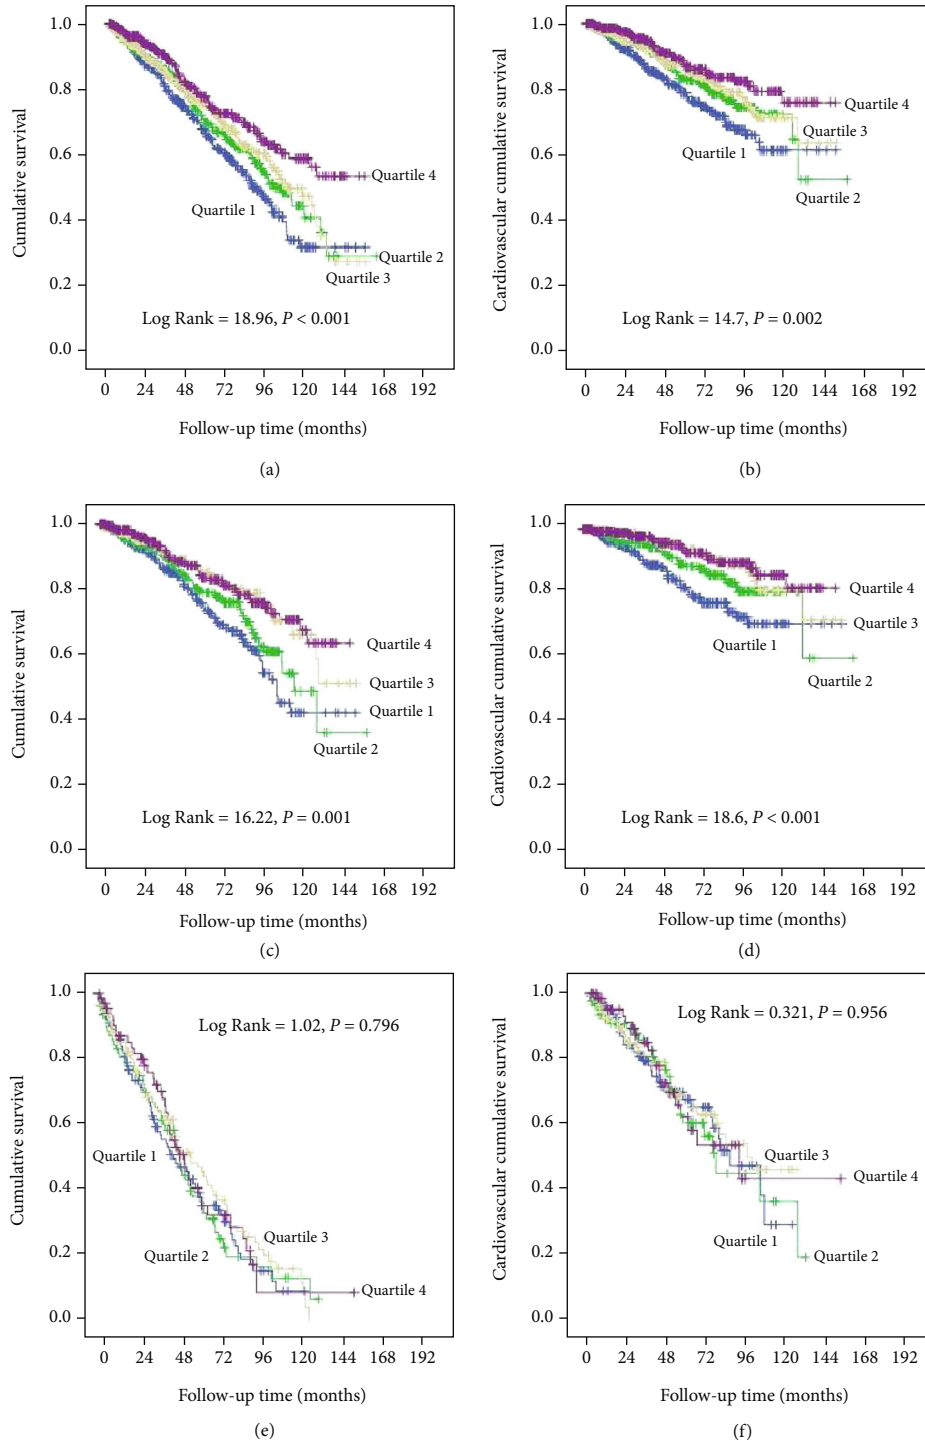 Cumulative survival
1.0
0.8
0.6
0.4
0.2
0.0
Quartile 4
Quartile 1
Quartile 2
Quartile 3
Log Rank = 18.96, P < 0.001
0 24 48 72 96 120 144 168 192
Follow-up time (months)
(a)
Cardiovascular cumulative survival
1.0
0.8
0.6
0.4
0.2
0.0
Quartile 4
Quartile 3
Quartile 1
Quartile 2
Log Rank = 14.7, P = 0.002
0 24 48 72 96 120 144 168 192
Follow-up time (months)
(b)
Cumulative survival
1.0
0.8
0.6
0.4
0.2
0.0
Quartile 4
Quartile 3
Quartile 1
Quartile 2
Log Rank = 16.22, P = 0.001
0 24 48 72 96 120 144 168 192
Follow-up time (months)
(c)
Cardiovascular cumulative survival
1.0
0.8
0.6
0.4
0.2
0.0
Quartile 4
Quartile 3
Quartile 1
Quartile 2
Log Rank = 18.6, P < 0.001
0 24 48 72 96 120 144 168 192
Follow-up time (months)
(d)
Cumulative survival
1.0
0.8
0.6
0.4
0.2
0.0
Log Rank = 1.02, P = 0.796
Quartile 1
Quartile 3
Quartile 2
Quartile 4
0 24 48 72 96 120 144 168 192
Follow-up time (months)
(e)
Cardiovascular cumulative survival
1.0
0.8
0.6
0.4
0.2
0.0
Log Rank = 0.321, P = 0.956
Quartile 3
Quartile 4
Quartile 1
Quartile 2
0 24 48 72 96 120 144 168 192
Follow-up time (months)
(f)